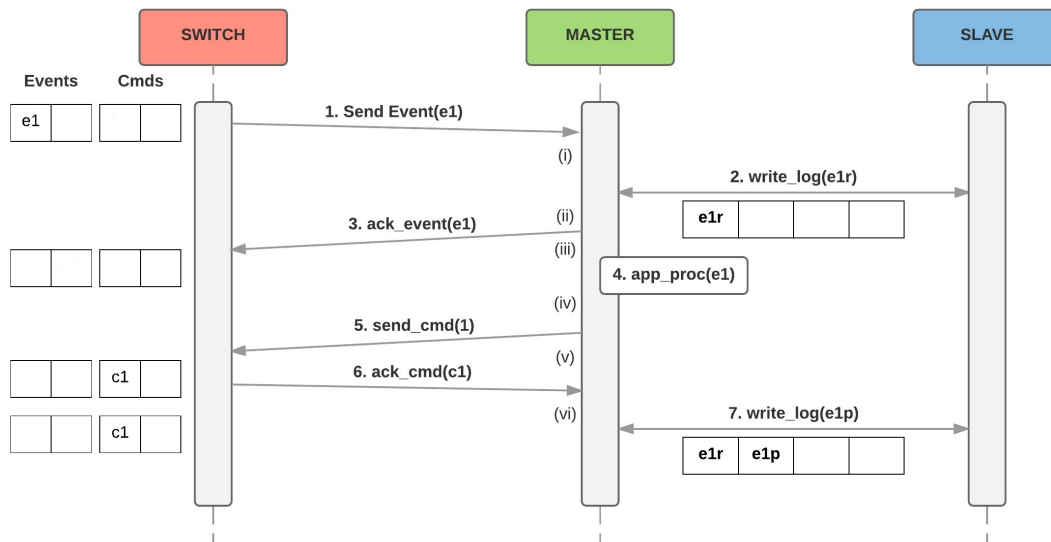 SWITCH
MASTER
SLAVE
Events Cmds
e1
1. Send Event(e1)
(i)
2. write_log(e1r)
e1r
(ii)
3. ack_event(e1)
(iii)
4. app_proc(e1)
(iv)
5. send_cmd(1)
(v)
6. ack_cmd(c1)
c1
(vi)
7. write_log(e1p)
c1
e1r e1p